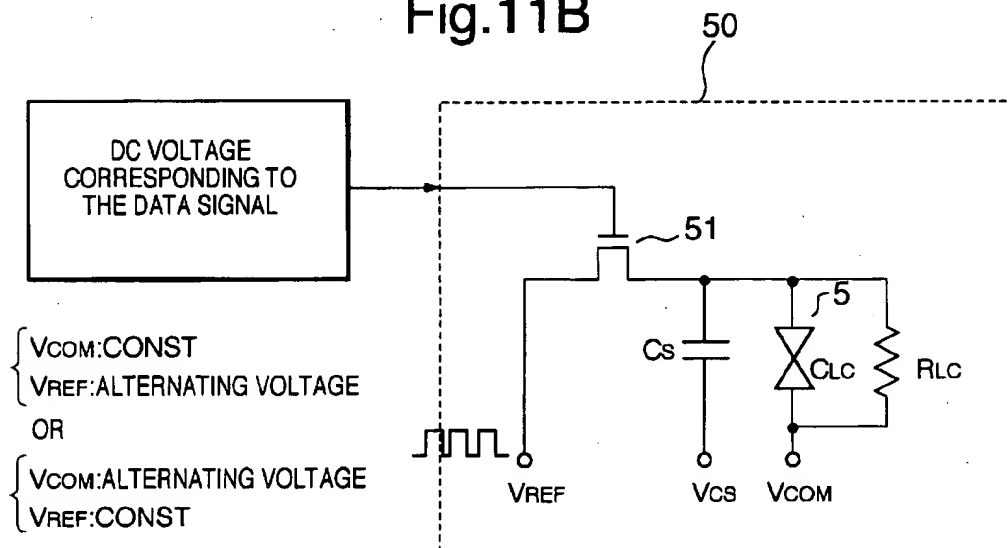 Fig.11B
50
DC VOLTAGE
CORRESPONDING TO
THE DATA SIGNAL
51
5
CS
CLC
RLC
VCOM:CONST
VREF:ALTERNATING VOLTAGE
OR
VCOM:ALTERNATING VOLTAGE
VREF:CONST
VREF
VCS
VCOM